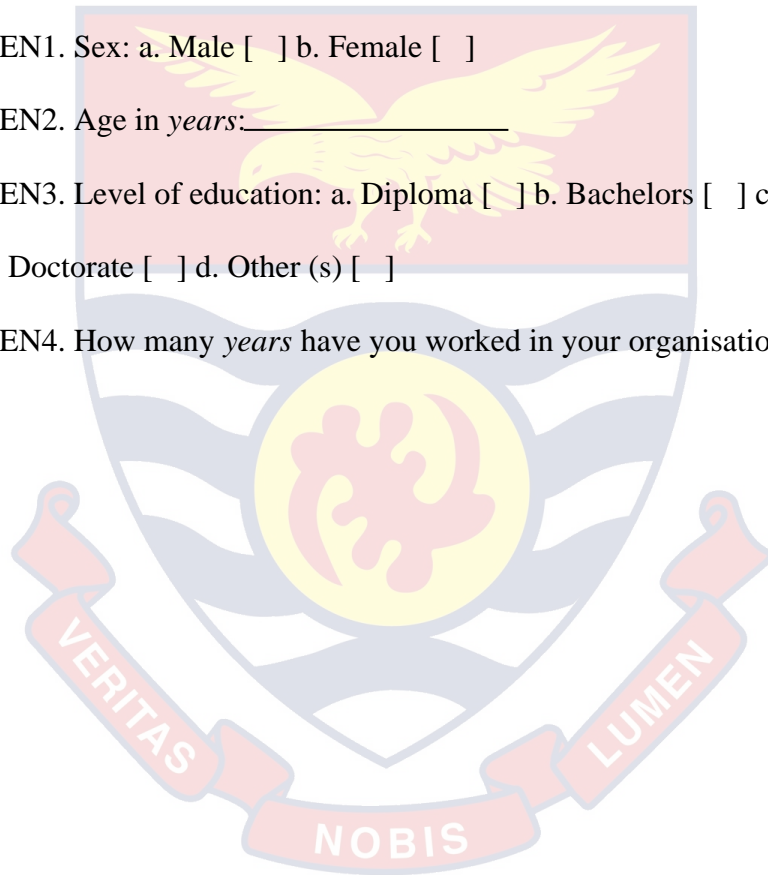 EN1. Sex: a. Male [ ] b. Female [ ]
EN2. Age in years:
EN3. Level of education: a. Diploma [ ] b. Bachelors [ ] c
Doctorate [ ] d. Other (s) [ ]
EN4. How many years have you worked in your organisatio
VERITAS
NOBIS
LUMEN